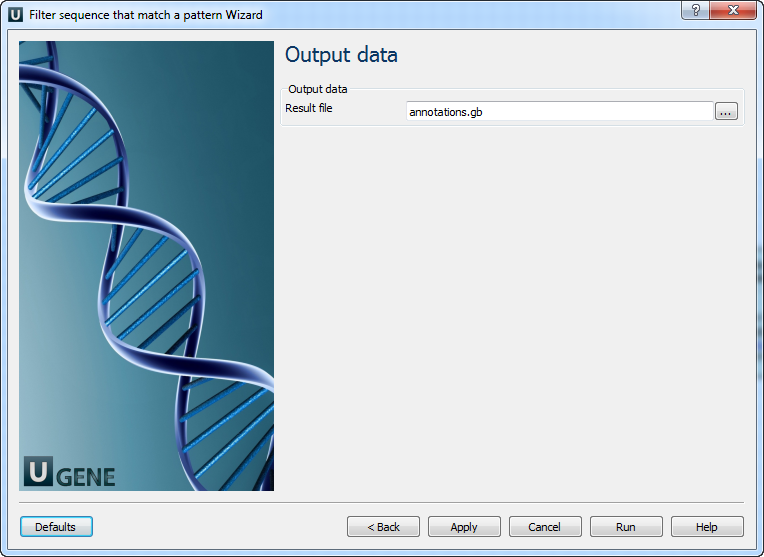 U Filter sequence that match a pattern Wizard ? X
Output data
Output data
Result file annotations.gb ...
U GENE
Defaults < Back Apply Cancel Run Help